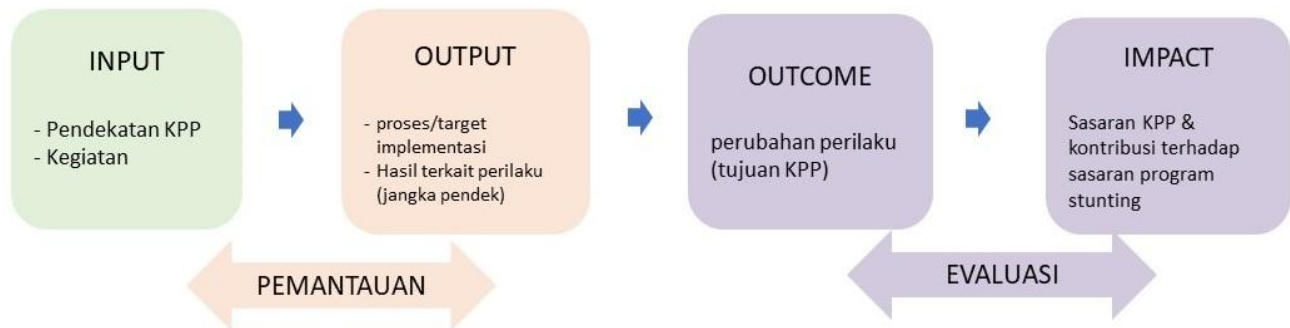 INPUT
- Pendekatan KPP
- Kegiatan
OUTPUT
- proses/target
implementasi
- Hasil terkait perilaku
(jangka pendek)
OUTCOME
perubahan perilaku
(tujuan KPP)
IMPACT
Sasaran KPP &
kontribusi terhadap
sasaran program
stunting
PEMANTAUAN
EVALUASI